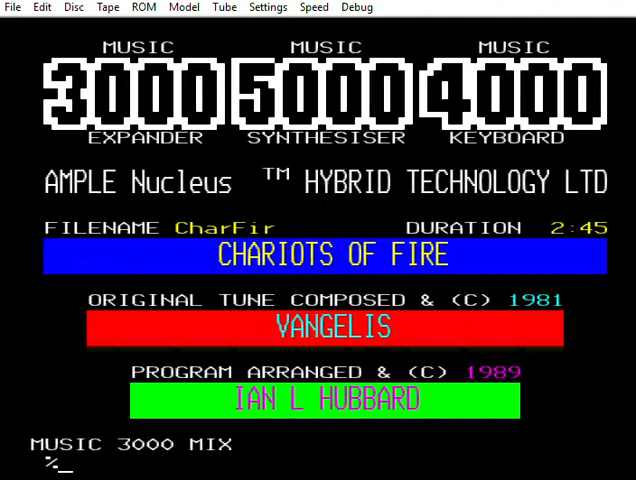 File Edit Disc Tape ROM Model Tube Settings Speed Debug
MUSIC MUSIC MUSIC
3000 5000 4000
EXPANDER SYNTHESISER KEYBOARD
AMPLE Nucleus TM HYBRID TECHNOLOGY LTD
FILENAME CharFir DURATION 2:45
CHARIOTS OF FIRE
ORIGINAL TUNE COMPOSED & (C) 1981
VANGELIS
PROGRAM ARRANGED & (C) 1989
IAN L HUBBARD
MUSIC 3000 MIX
%_